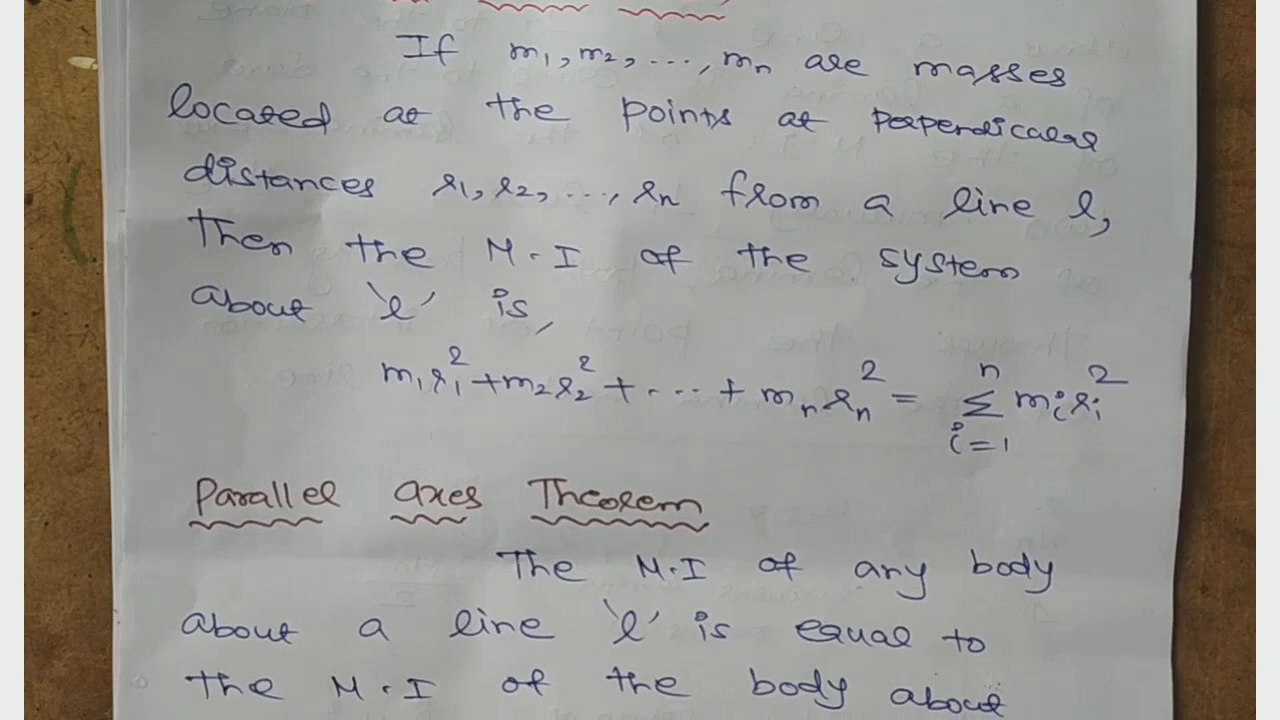 If m₁, m₂, ..., mₙ are masses
located at the points at perpendicular
distances r₁, r₂, ..., rₙ from a line l,
Then the M.I of the system
about 'l' is,
m₁r₁² + m₂r₂² + ... + mₙrₙ² = Σⁿᵢ₌₁ mᵢrᵢ²
Parallel axes Theorem
The M.I of any body
about a line 'l' is equal to
the M.I of the body about